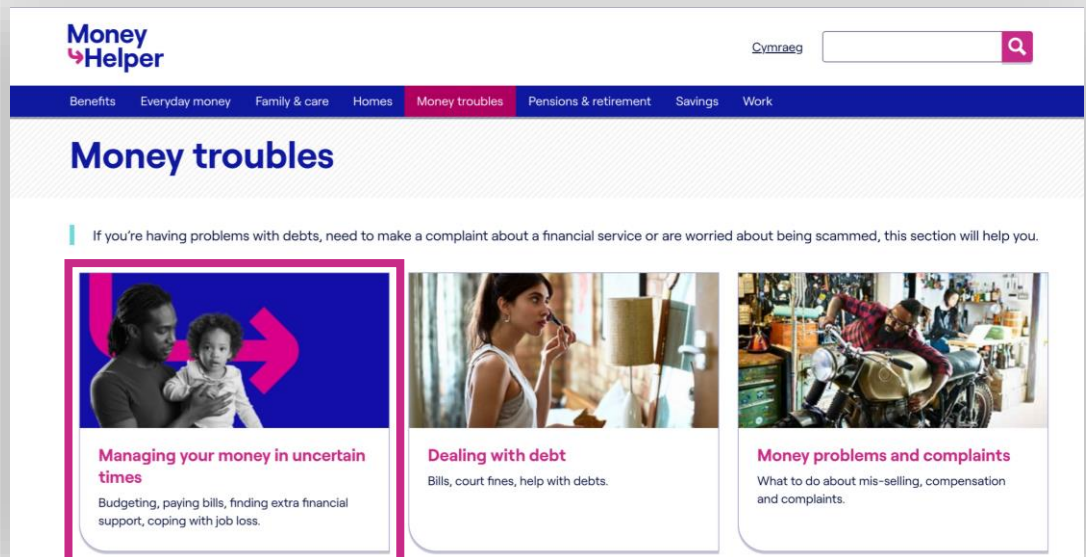 Money
Helper
Cymraeg
Benefits Everyday money Family & care Homes Money troubles Pensions & retirement Savings Work
Money troubles
If you're having problems with debts, need to make a complaint about a financial service or are worried about being scammed, this section will help you.
Managing your money in uncertain
times
Budgeting, paying bills, finding extra financial
support, coping with job loss.
Dealing with debt
Bills, court fines, help with debts.
Money problems and complaints
What to do about mis-selling, compensation
and complaints.